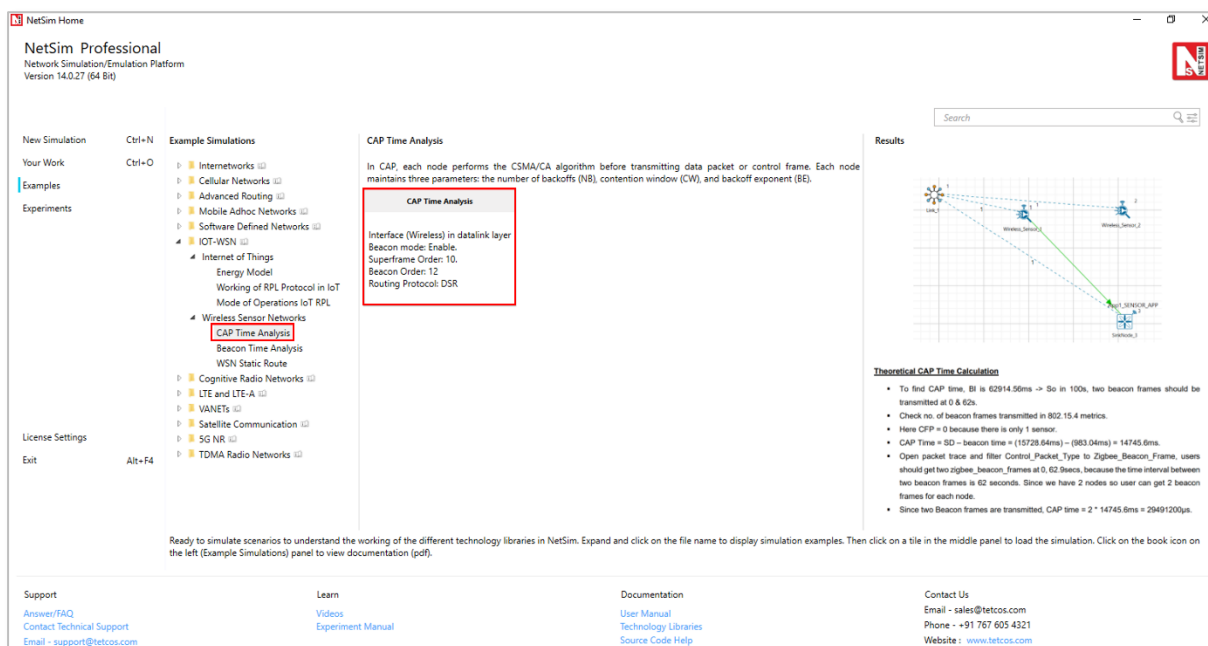 NetSim Home
NetSim Professional
Network Simulation/Emulation Platform
Version 14.0.27 (64 Bit)
NETSIM
Search
New Simulation Ctrl+N
Your Work Ctrl+O
Examples
Experiments
License Settings
Exit Alt+F4
Example Simulations
Internetworks
Cellular Networks
Advanced Routing
Mobile Adhoc Networks
Software Defined Networks
IOT-WSN
Internet of Things
Energy Model
Working of RPL Protocol in IoT
Mode of Operations IoT RPL
Wireless Sensor Networks
CAP Time Analysis
Beacon Time Analysis
WSN Static Route
Cognitive Radio Networks
LTE and LTE-A
VANETs
Satellite Communication
5G NR
TDMA Radio Networks
CAP Time Analysis
In CAP, each node performs the CSMA/CA algorithm before transmitting data packet or control frame. Each node
maintains three parameters: the number of backoffs (NB), contention window (CW), and backoff exponent (BE).
CAP Time Analysis
Interface (Wireless) in datalink layer
Beacon mode: Enable.
Superframe Order: 10.
Beacon Order: 12
Routing Protocol: DSR
Results
1
Link_1
1
1
Wireless_Sensor_1
2
Wireless_Sensor_2
1
App1_SENSOR_APP
3
SinkNode_3
Theoretical CAP Time Calculation
• To find CAP time, BI is 62914.56ms -> So in 100s, two beacon frames should be
transmitted at 0 & 62s.
• Check no. of beacon frames transmitted in 802.15.4 metrics.
• Here CFP = 0 because there is only 1 sensor.
• CAP Time = SD – beacon time = (15728.64ms) – (983.04ms) = 14745.6ms.
• Open packet trace and filter Control_Packet_Type to Zigbee_Beacon_Frame, users
should get two zigbee_beacon_frames at 0, 62.9secs, because the time interval between
two beacon frames is 62 seconds. Since we have 2 nodes so user can get 2 beacon
frames for each node.
• Since two Beacon frames are transmitted, CAP time = 2 * 14745.6ms = 29491200µs.
Ready to simulate scenarios to understand the working of the different technology libraries in NetSim. Expand and click on the file name to display simulation examples. Then click on a tile in the middle panel to load the simulation. Click on the book icon on
the left (Example Simulations) panel to view documentation (pdf).
Support
Answer/FAQ
Contact Technical Support
Email - support@tetcos.com
Learn
Videos
Experiment Manual
Documentation
User Manual
Technology Libraries
Source Code Help
Contact Us
Email - sales@tetcos.com
Phone - +91 767 605 4321
Website : www.tetcos.com